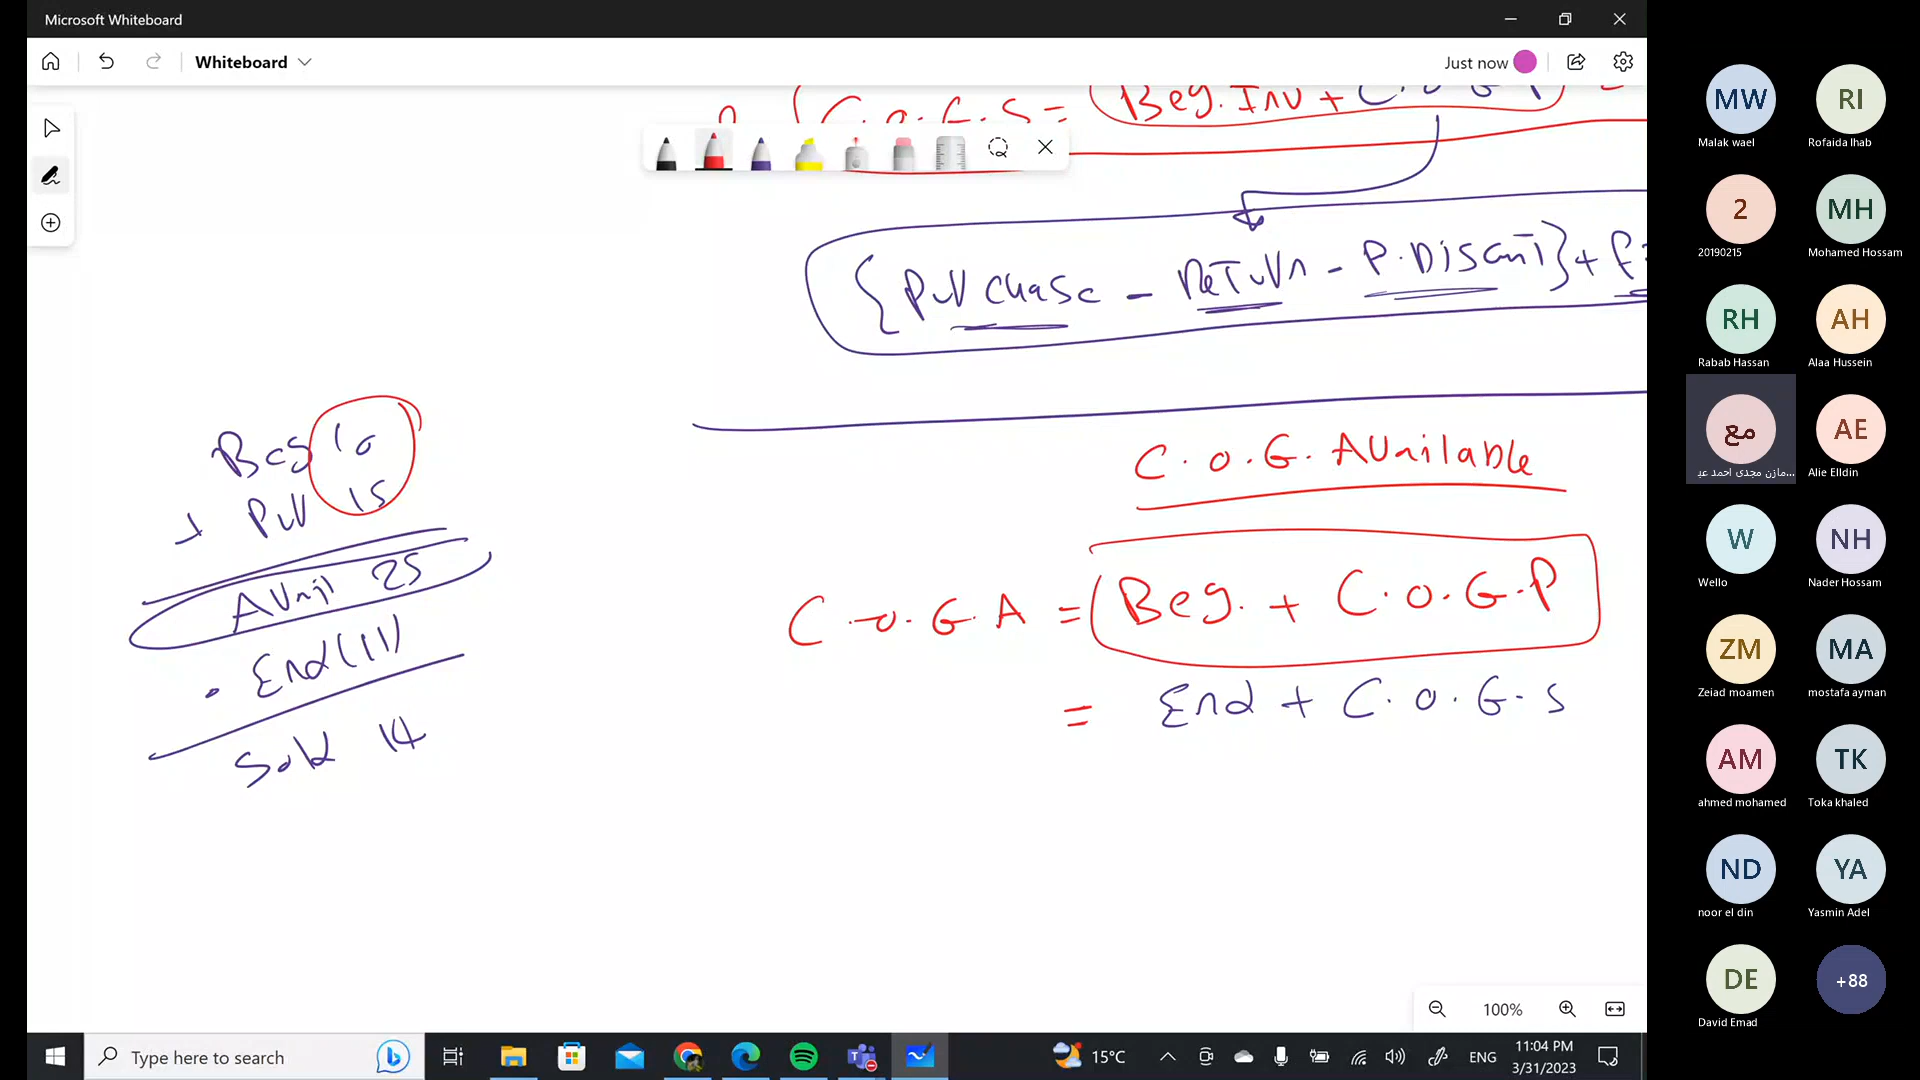 Microsoft Whiteboard
Whiteboard
Just now
C.O.G.S = Beg. Inv + C.O.G.P
{Purchase - Return - P.Discount} + F
Beg 10
+ Pur 15
Avail 25
- End (11)
Sold 14
C.O.G. Available
C.O.G.A = Beg. + C.O.G.P
= End + C.O.G.S
100%
MW
Malak wael
RI
Rofaida Ihab
2
20190215
MH
Mohamed Hossam
RH
Rabab Hassan
AH
Alaa Hussein
مع
مازن مجدى احمد عبـ...
AE
Alie Elldin
W
Wello
NH
Nader Hossam
ZM
Zeiad moamen
MA
mostafa ayman
AM
ahmed mohamed
TK
Toka khaled
ND
noor el din
YA
Yasmin Adel
DE
David Emad
+88
Type here to search
15°C
ENG
11:04 PM
3/31/2023